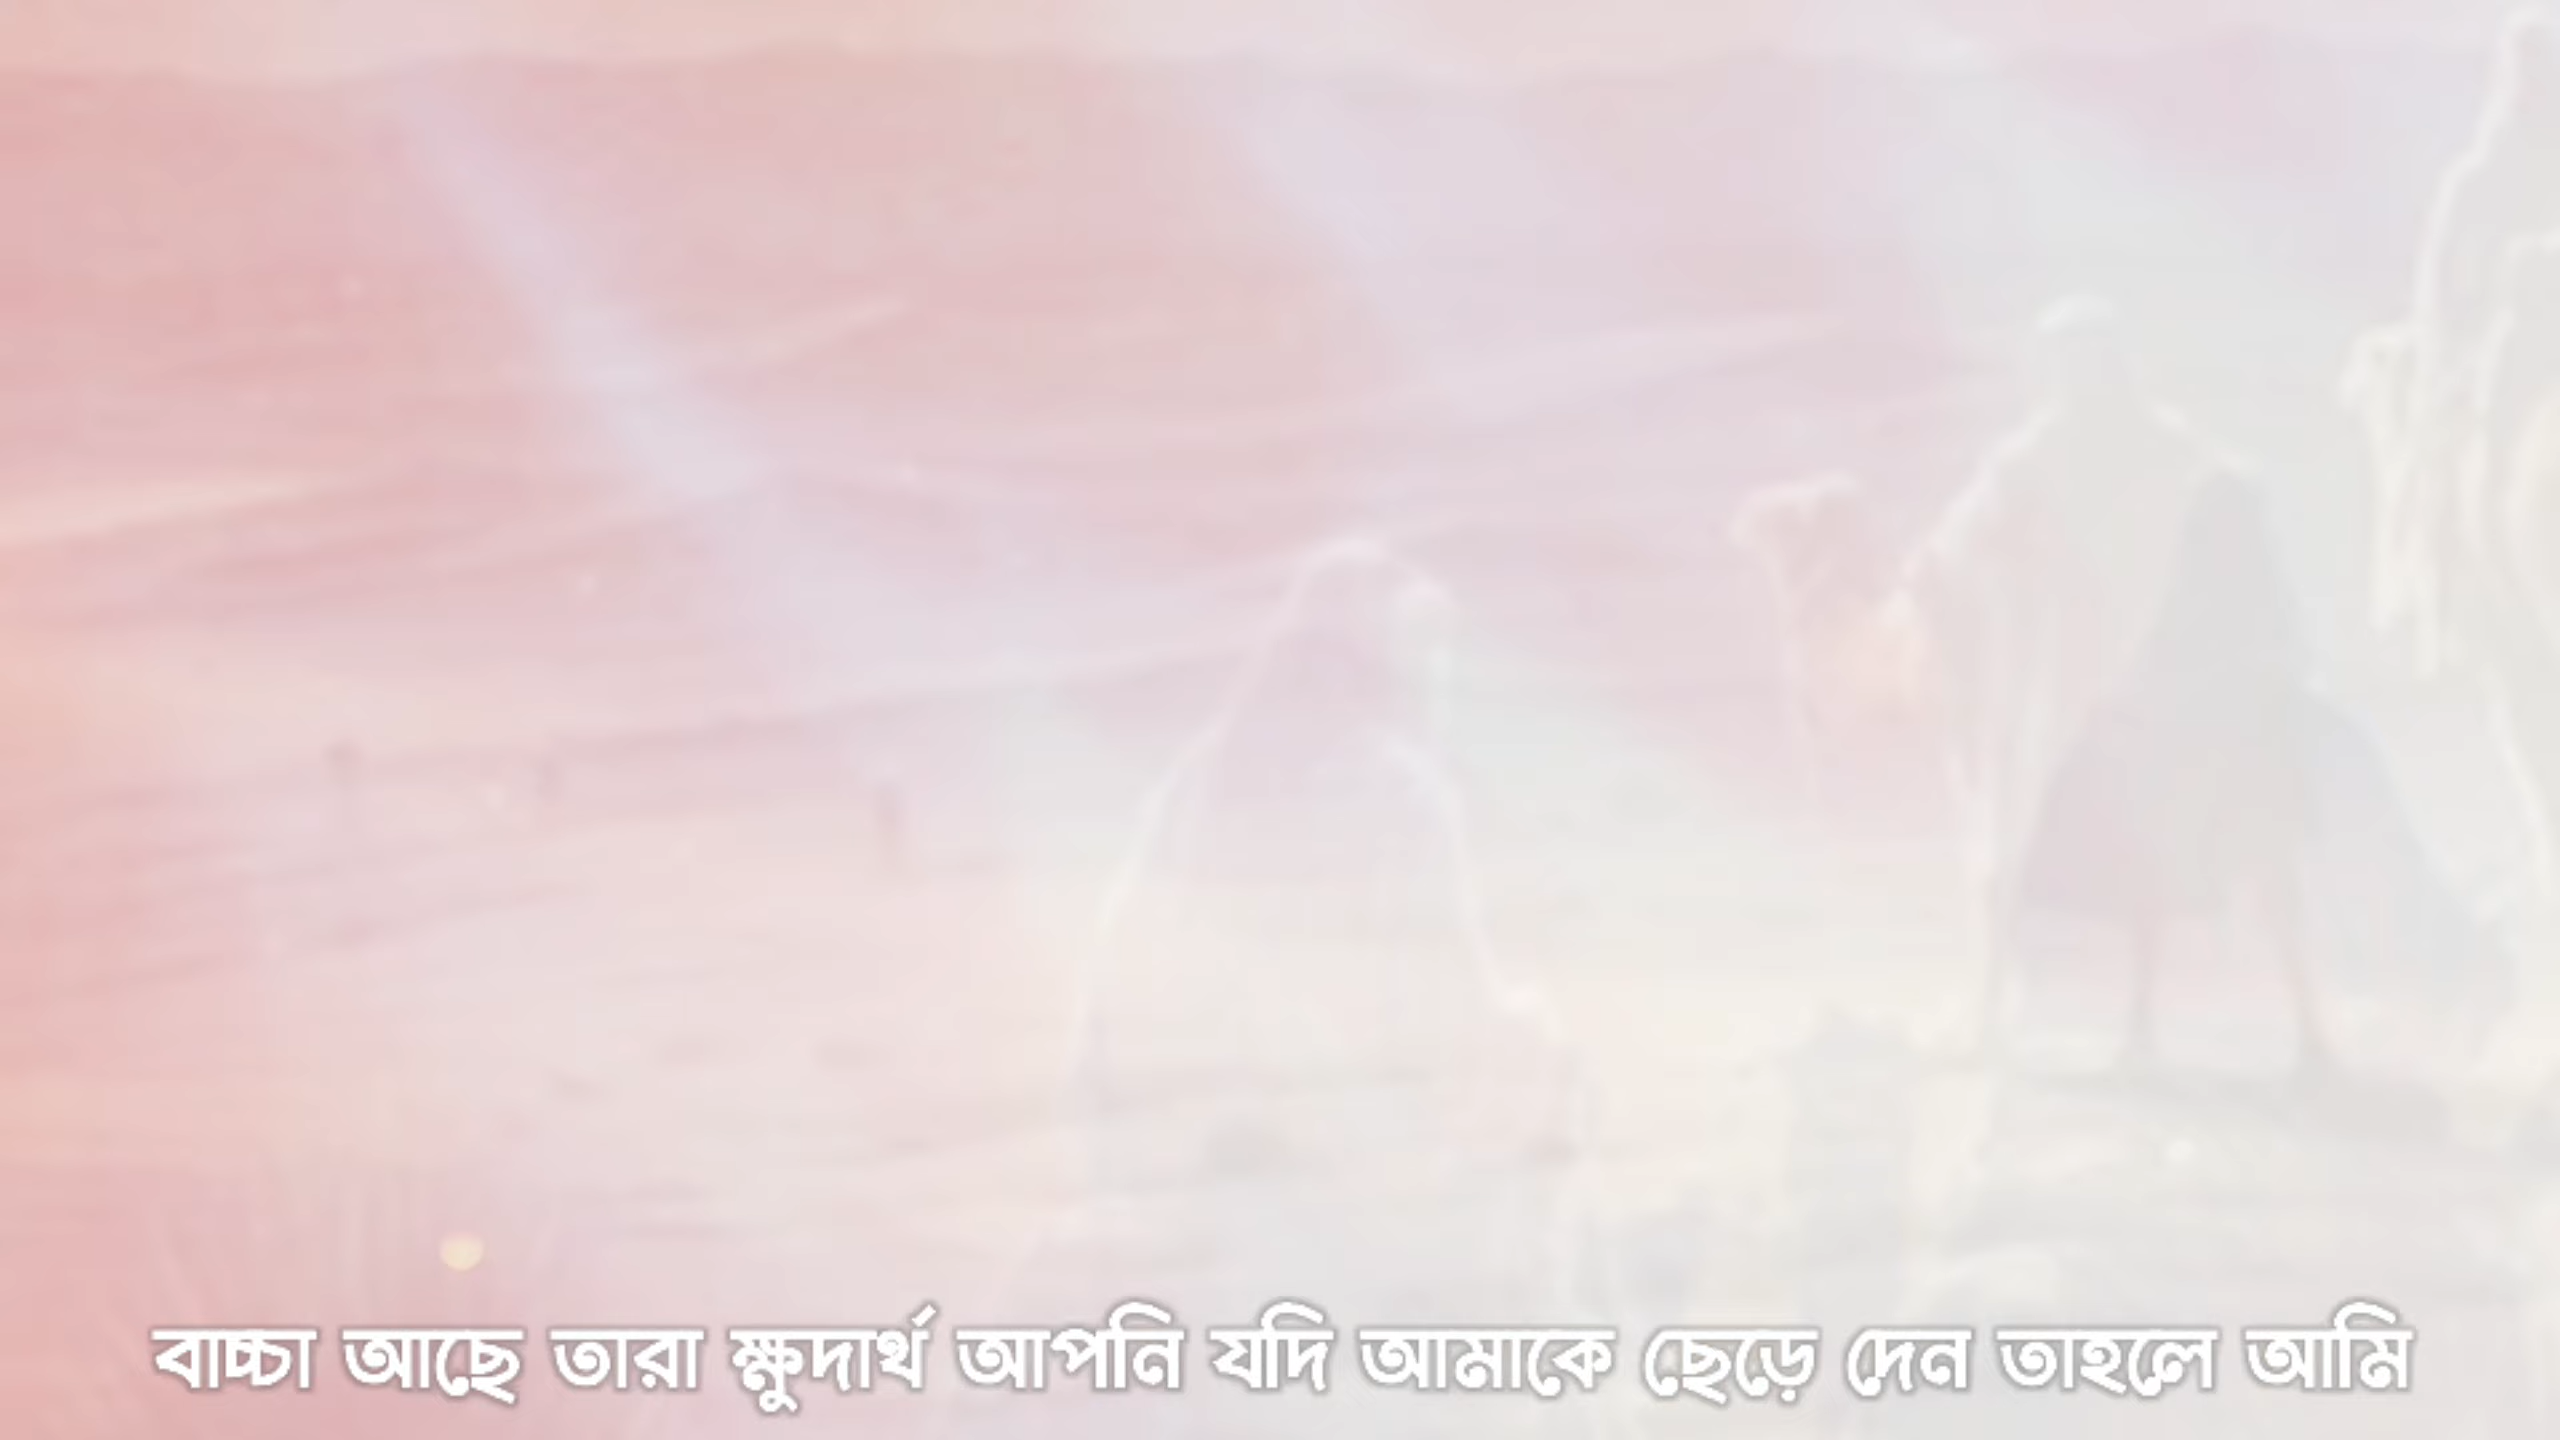 বাচ্চা আছে তারা ক্ষুদার্থ আপনি যদি আমাকে ছেড়ে দেন তাহলে আমি